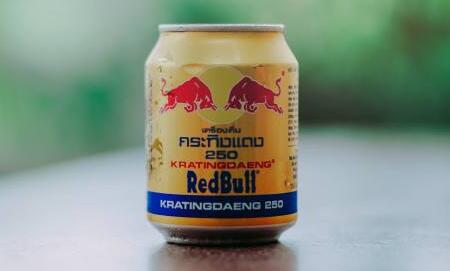 เครื่องดื่ม
กระทิงแดง
250
KRATINGDAENG®
RedBull
KRATINGDAENG 250